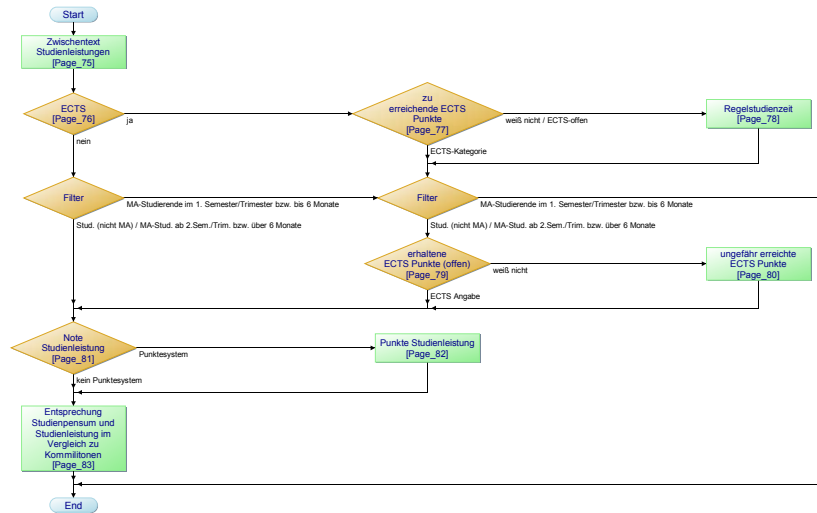 Start
Zwischentext
Studienleistungen
[Page_75]
ECTS
[Page_76]
ja
nein
zu
erreichende ECTS
Punkte
[Page_77]
weiß nicht / ECTS-offen
ECTS-Kategorie
Regelstudienzeit
[Page_78]
Filter
MA-Studierende im 1. Semester/Trimester bzw. bis 6 Monate
Stud. (nicht MA) / MA-Stud. ab 2.Sem./Trim. bzw. über 6 Monate
Filter
MA-Studierende im 1. Semester/Trimester bzw. bis 6 Monate
Stud. (nicht MA) / MA-Stud. ab 2.Sem./Trim. bzw. über 6 Monate
erhaltene
ECTS Punkte (offen)
[Page_79]
weiß nicht
ECTS Angabe
ungefähr erreichte
ECTS Punkte
[Page_80]
Note
Studienleistung
[Page_81]
Punktesystem
kein Punktesystem
Punkte Studienleistung
[Page_82]
Entsprechung
Studienpensum und
Studienleistung im
Vergleich zu
Kommilitonen
[Page_83]
End